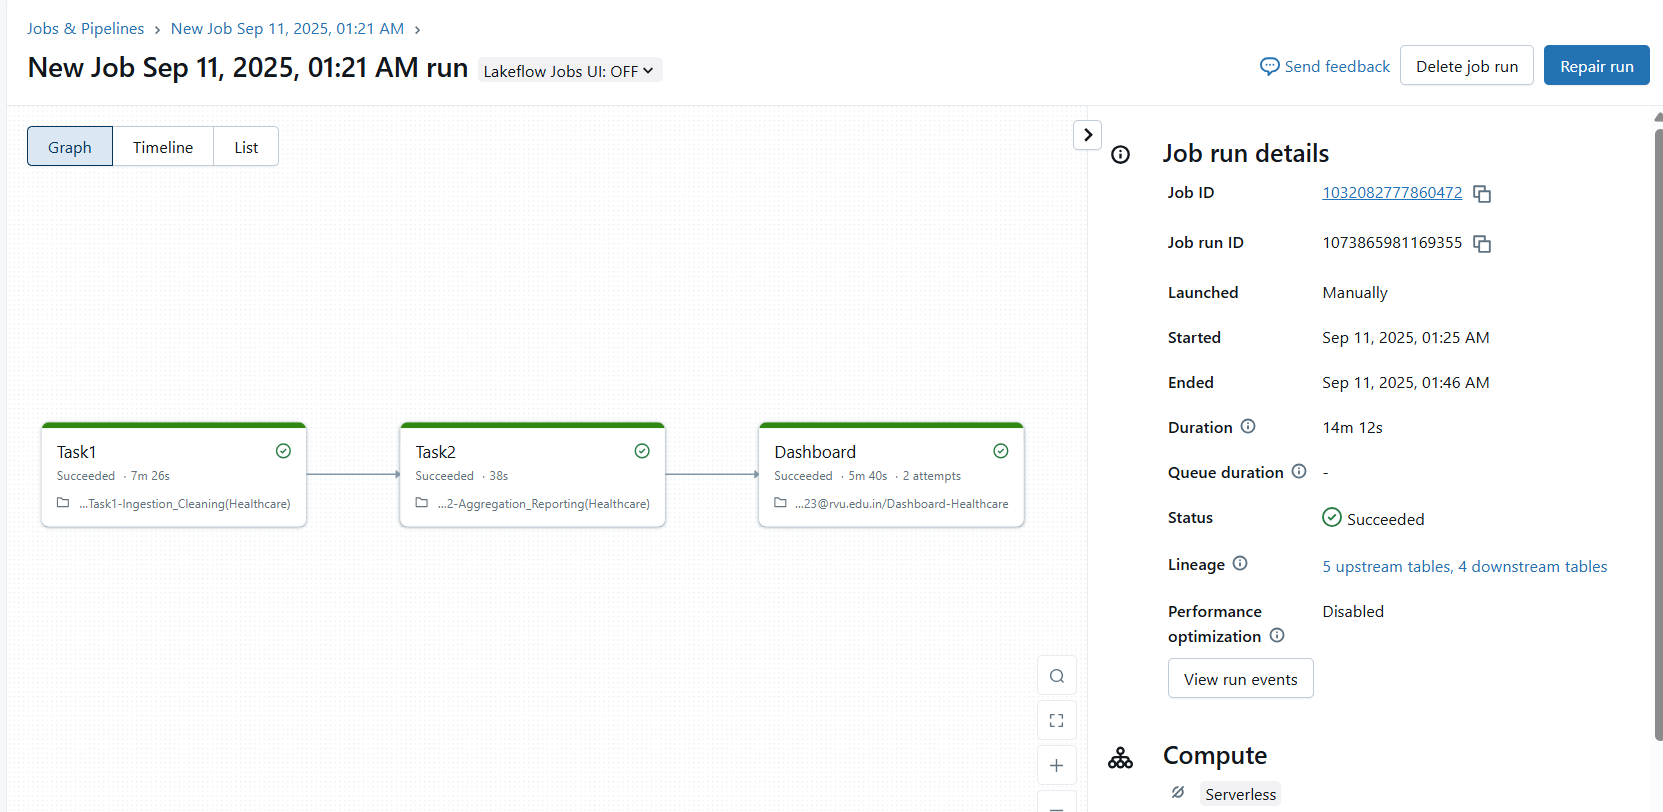 Jobs & Pipelines › New Job Sep 11, 2025, 01:21 AM ›
New Job Sep 11, 2025, 01:21 AM run
Lakeflow Jobs UI: OFF
Send feedback
Delete job run
Repair run
Graph
Timeline
List
Task1
Succeeded · 7m 26s
...Task1-Ingestion_Cleaning(Healthcare)
Task2
Succeeded · 38s
...2-Aggregation_Reporting(Healthcare)
Dashboard
Succeeded · 5m 40s · 2 attempts
...23@rvu.edu.in/Dashboard-Healthcare
Job run details
Job ID 1032082777860472
Job run ID 1073865981169355
Launched Manually
Started Sep 11, 2025, 01:25 AM
Ended Sep 11, 2025, 01:46 AM
Duration 14m 12s
Queue duration -
Status Succeeded
Lineage 5 upstream tables, 4 downstream tables
Performance optimization Disabled
View run events
Compute
Serverless